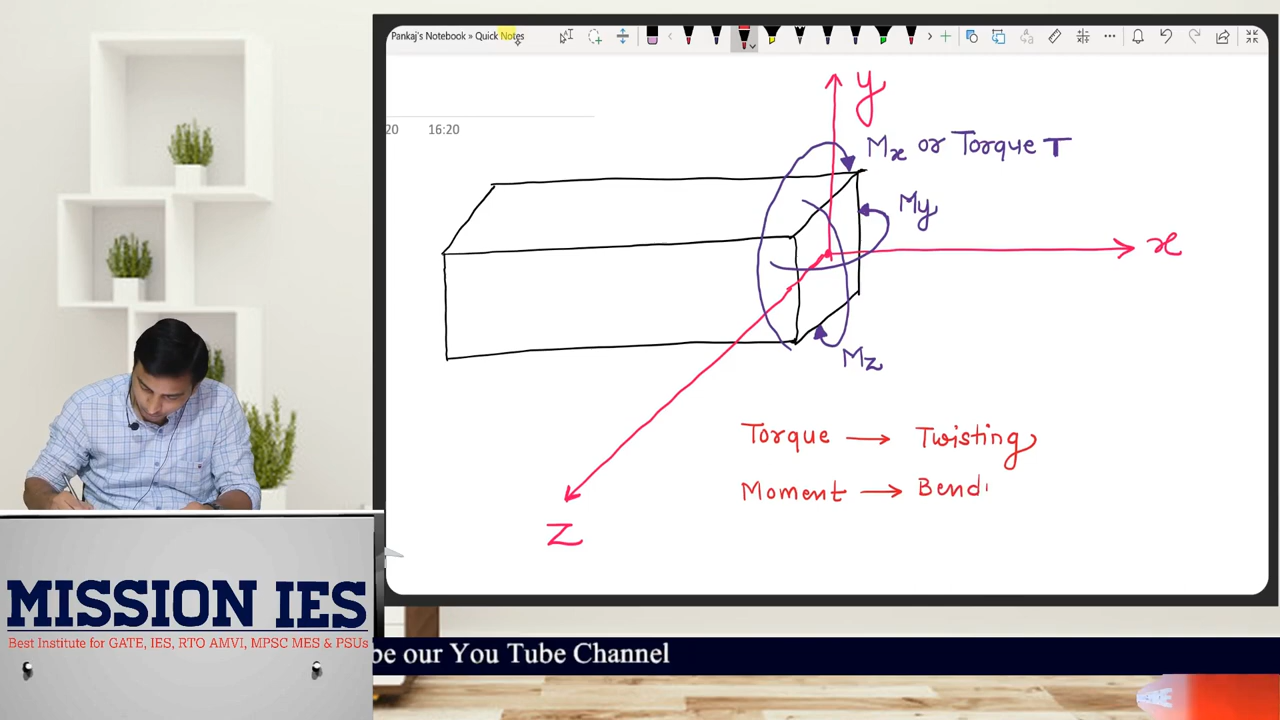 Pankaj's Notebook » Quick Notes
20 16:20
y
Mx or Torque T
My
x
Mz
Torque → Twisting
Moment → Bend
Z
MISSION IES
Best Institute for GATE, IES, RTO AMVI, MPSC MES & PSUs
be our You Tube Channel